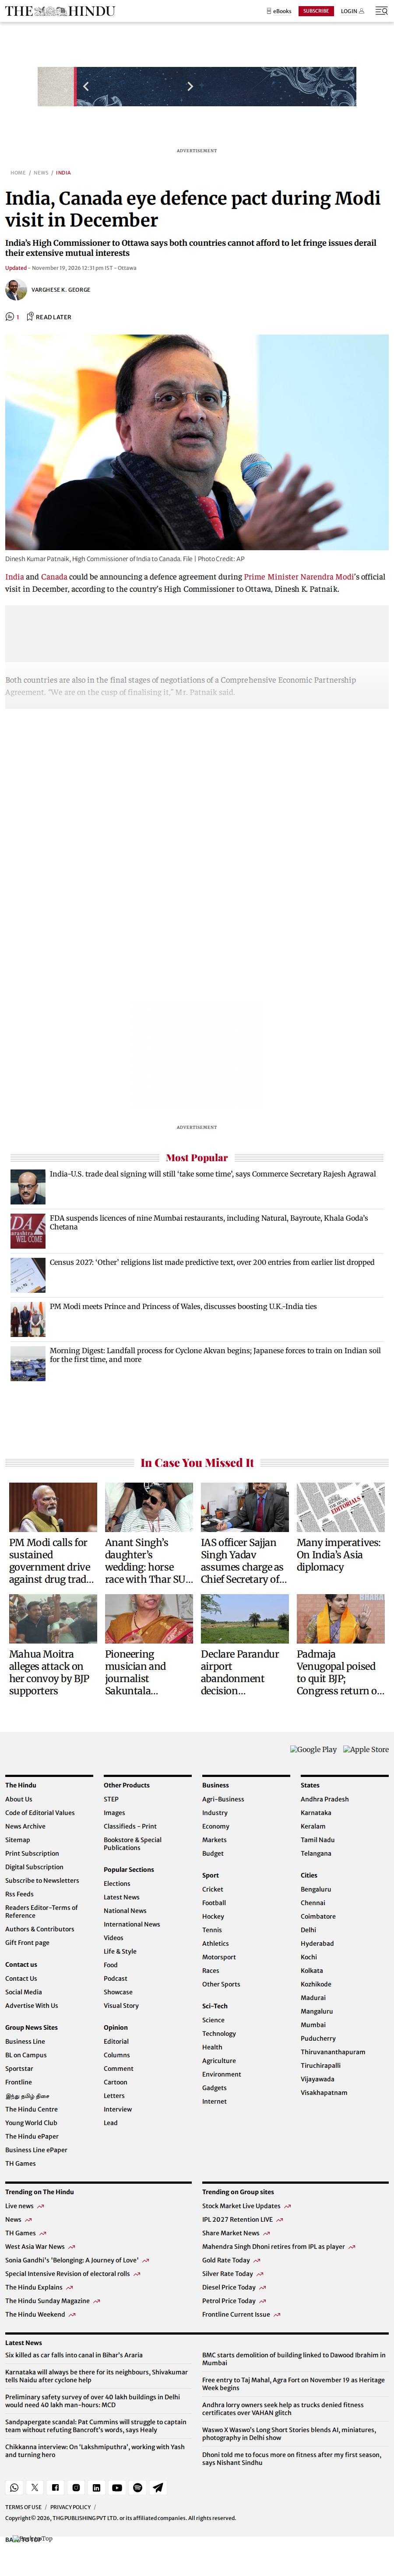 THE HINDU
eBooks
SUBSCRIBE
LOGIN
ADVERTISEMENT
HOME / NEWS / INDIA
India, Canada eye defence pact during Modi
visit in December
India's High Commissioner to Ottawa says both countries cannot afford to let fringe issues derail
their extensive mutual interests
Updated - November 19, 2026 12:31 pm IST - Ottawa
VARGHESE K. GEORGE
1 READ LATER
Dinesh Kumar Patnaik, High Commissioner of India to Canada. File | Photo Credit: AP
India and Canada could be announcing a defence agreement during Prime Minister Narendra Modi's official
visit in December, according to the country's High Commissioner to Ottawa, Dinesh K. Patnaik.
Both countries are also in the final stages of negotiations of a Comprehensive Economic Partnership
Agreement. "We are on the cusp of finalising it," Mr. Patnaik said.
ADVERTISEMENT
Most Popular
India-U.S. trade deal signing will still 'take some time', says Commerce Secretary Rajesh Agrawal
FDA suspends licences of nine Mumbai restaurants, including Natural, Bayroute, Khala Goda's
Chetana
Census 2027: 'Other' religions list made predictive text, over 200 entries from earlier list dropped
PM Modi meets Prince and Princess of Wales, discusses boosting U.K.-India ties
Morning Digest: Landfall process for Cyclone Akvan begins; Japanese forces to train on Indian soil
for the first time, and more
In Case You Missed It
PM Modi calls for
sustained
government drive
against drug trad...
Anant Singh's
daughter's
wedding: horse
race with Thar SU...
IAS officer Sajjan
Singh Yadav
assumes charge as
Chief Secretary of...
EDITORIALS
Many imperatives:
On India's Asia
diplomacy
Mahua Moitra
alleges attack on
her convoy by BJP
supporters
Pioneering
musician and
journalist
Sakuntala...
Declare Parandur
airport
abandonment
decision...
Padmaja
Venugopal poised
to quit BJP;
Congress return o...
Google Play
Apple Store
The Hindu
About Us
Code of Editorial Values
News Archive
Sitemap
Print Subscription
Digital Subscription
Subscribe to Newsletters
Rss Feeds
Readers Editor-Terms of
Reference
Authors & Contributors
Gift Front page
Contact us
Contact Us
Social Media
Advertise With Us
Group News Sites
Business Line
BL on Campus
Sportstar
Frontline
இந்து தமிழ் திசை
The Hindu Centre
Young World Club
The Hindu ePaper
Business Line ePaper
TH Games
Other Products
STEP
Images
Classifieds - Print
Bookstore & Special
Publications
Popular Sections
Elections
Latest News
National News
International News
Videos
Life & Style
Food
Podcast
Showcase
Visual Story
Opinion
Editorial
Columns
Comment
Cartoon
Letters
Interview
Lead
Business
Agri-Business
Industry
Economy
Markets
Budget
Sport
Cricket
Football
Hockey
Tennis
Athletics
Motorsport
Races
Other Sports
Sci-Tech
Science
Technology
Health
Agriculture
Environment
Gadgets
Internet
States
Andhra Pradesh
Karnataka
Keralam
Tamil Nadu
Telangana
Cities
Bengaluru
Chennai
Coimbatore
Delhi
Hyderabad
Kochi
Kolkata
Kozhikode
Madurai
Mangaluru
Mumbai
Puducherry
Thiruvananthapuram
Tiruchirapalli
Vijayawada
Visakhapatnam
Trending on The Hindu
Live news
News
TH Games
West Asia War News
Sonia Gandhi's 'Belonging: A Journey of Love'
Special Intensive Revision of electoral rolls
The Hindu Explains
The Hindu Sunday Magazine
The Hindu Weekend
Trending on Group sites
Stock Market Live Updates
IPL 2027 Retention LIVE
Share Market News
Mahendra Singh Dhoni retires from IPL as player
Gold Rate Today
Silver Rate Today
Diesel Price Today
Petrol Price Today
Frontline Current Issue
Latest News
Six killed as car falls into canal in Bihar's Araria
Karnataka will always be there for its neighbours, Shivakumar
tells Naidu after cyclone help
Preliminary safety survey of over 40 lakh buildings in Delhi
would need 40 lakh man-hours: MCD
Sandpapergate scandal: Pat Cummins will struggle to captain
team without refuting Bancroft's words, says Healy
Chikkanna interview: On 'Lakshmiputhra', working with Yash
and turning hero
BMC starts demolition of building linked to Dawood Ibrahim in
Mumbai
Free entry to Taj Mahal, Agra Fort on November 19 as Heritage
Week begins
Andhra lorry owners seek help as trucks denied fitness
certificates over VAHAN glitch
Waswo X Waswo's Long Short Stories blends AI, miniatures,
photography in Delhi show
Dhoni told me to focus more on fitness after my first season,
says Nishant Sindhu
TERMS OF USE / PRIVACY POLICY /
Copyright© 2026, THG PUBLISHING PVT LTD. or its affiliated companies. All rights reserved.
BACK TO TOP